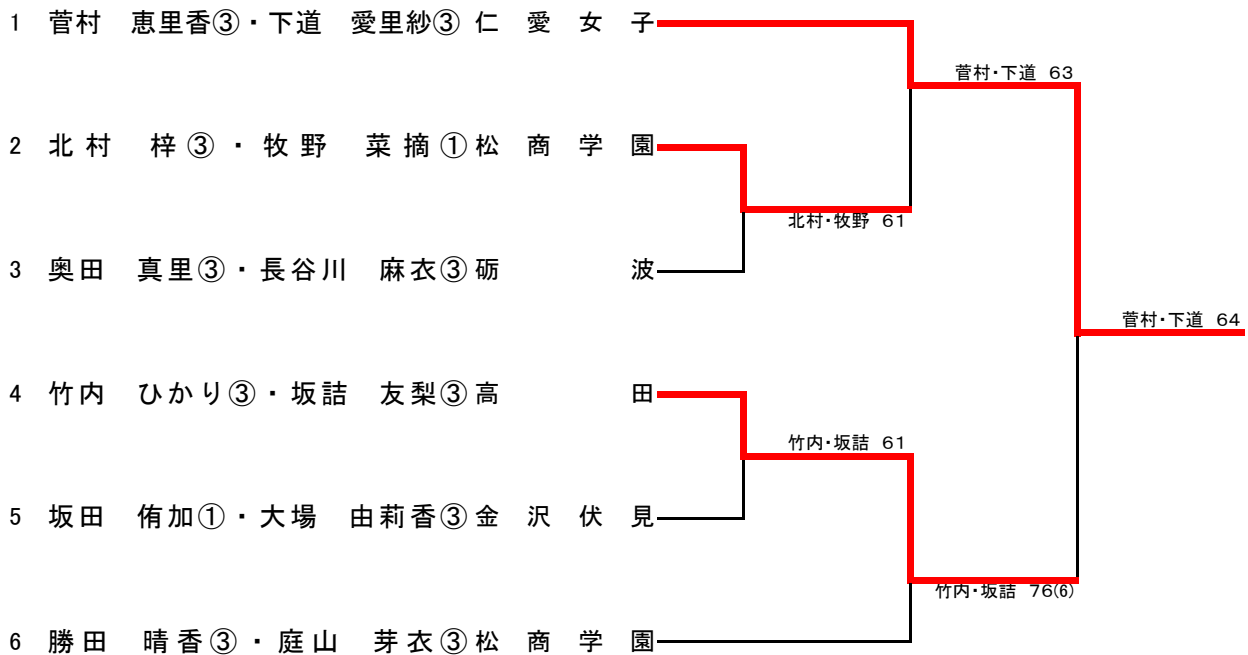 1 菅村 恵里香③・下道 愛里紗③ 仁愛女子
菅村・下道 63
2 北村 梓③・牧野 菜摘① 松商学園
北村・牧野 61
3 奥田 真里③・長谷川 麻衣③ 砺波
菅村・下道 64
4 竹内 ひかり③・坂詰 友梨③ 高田
竹内・坂詰 61
5 坂田 侑加①・大場 由莉香③ 金沢伏見
竹内・坂詰 76(6)
6 勝田 晴香③・庭山 芽衣③ 松商学園